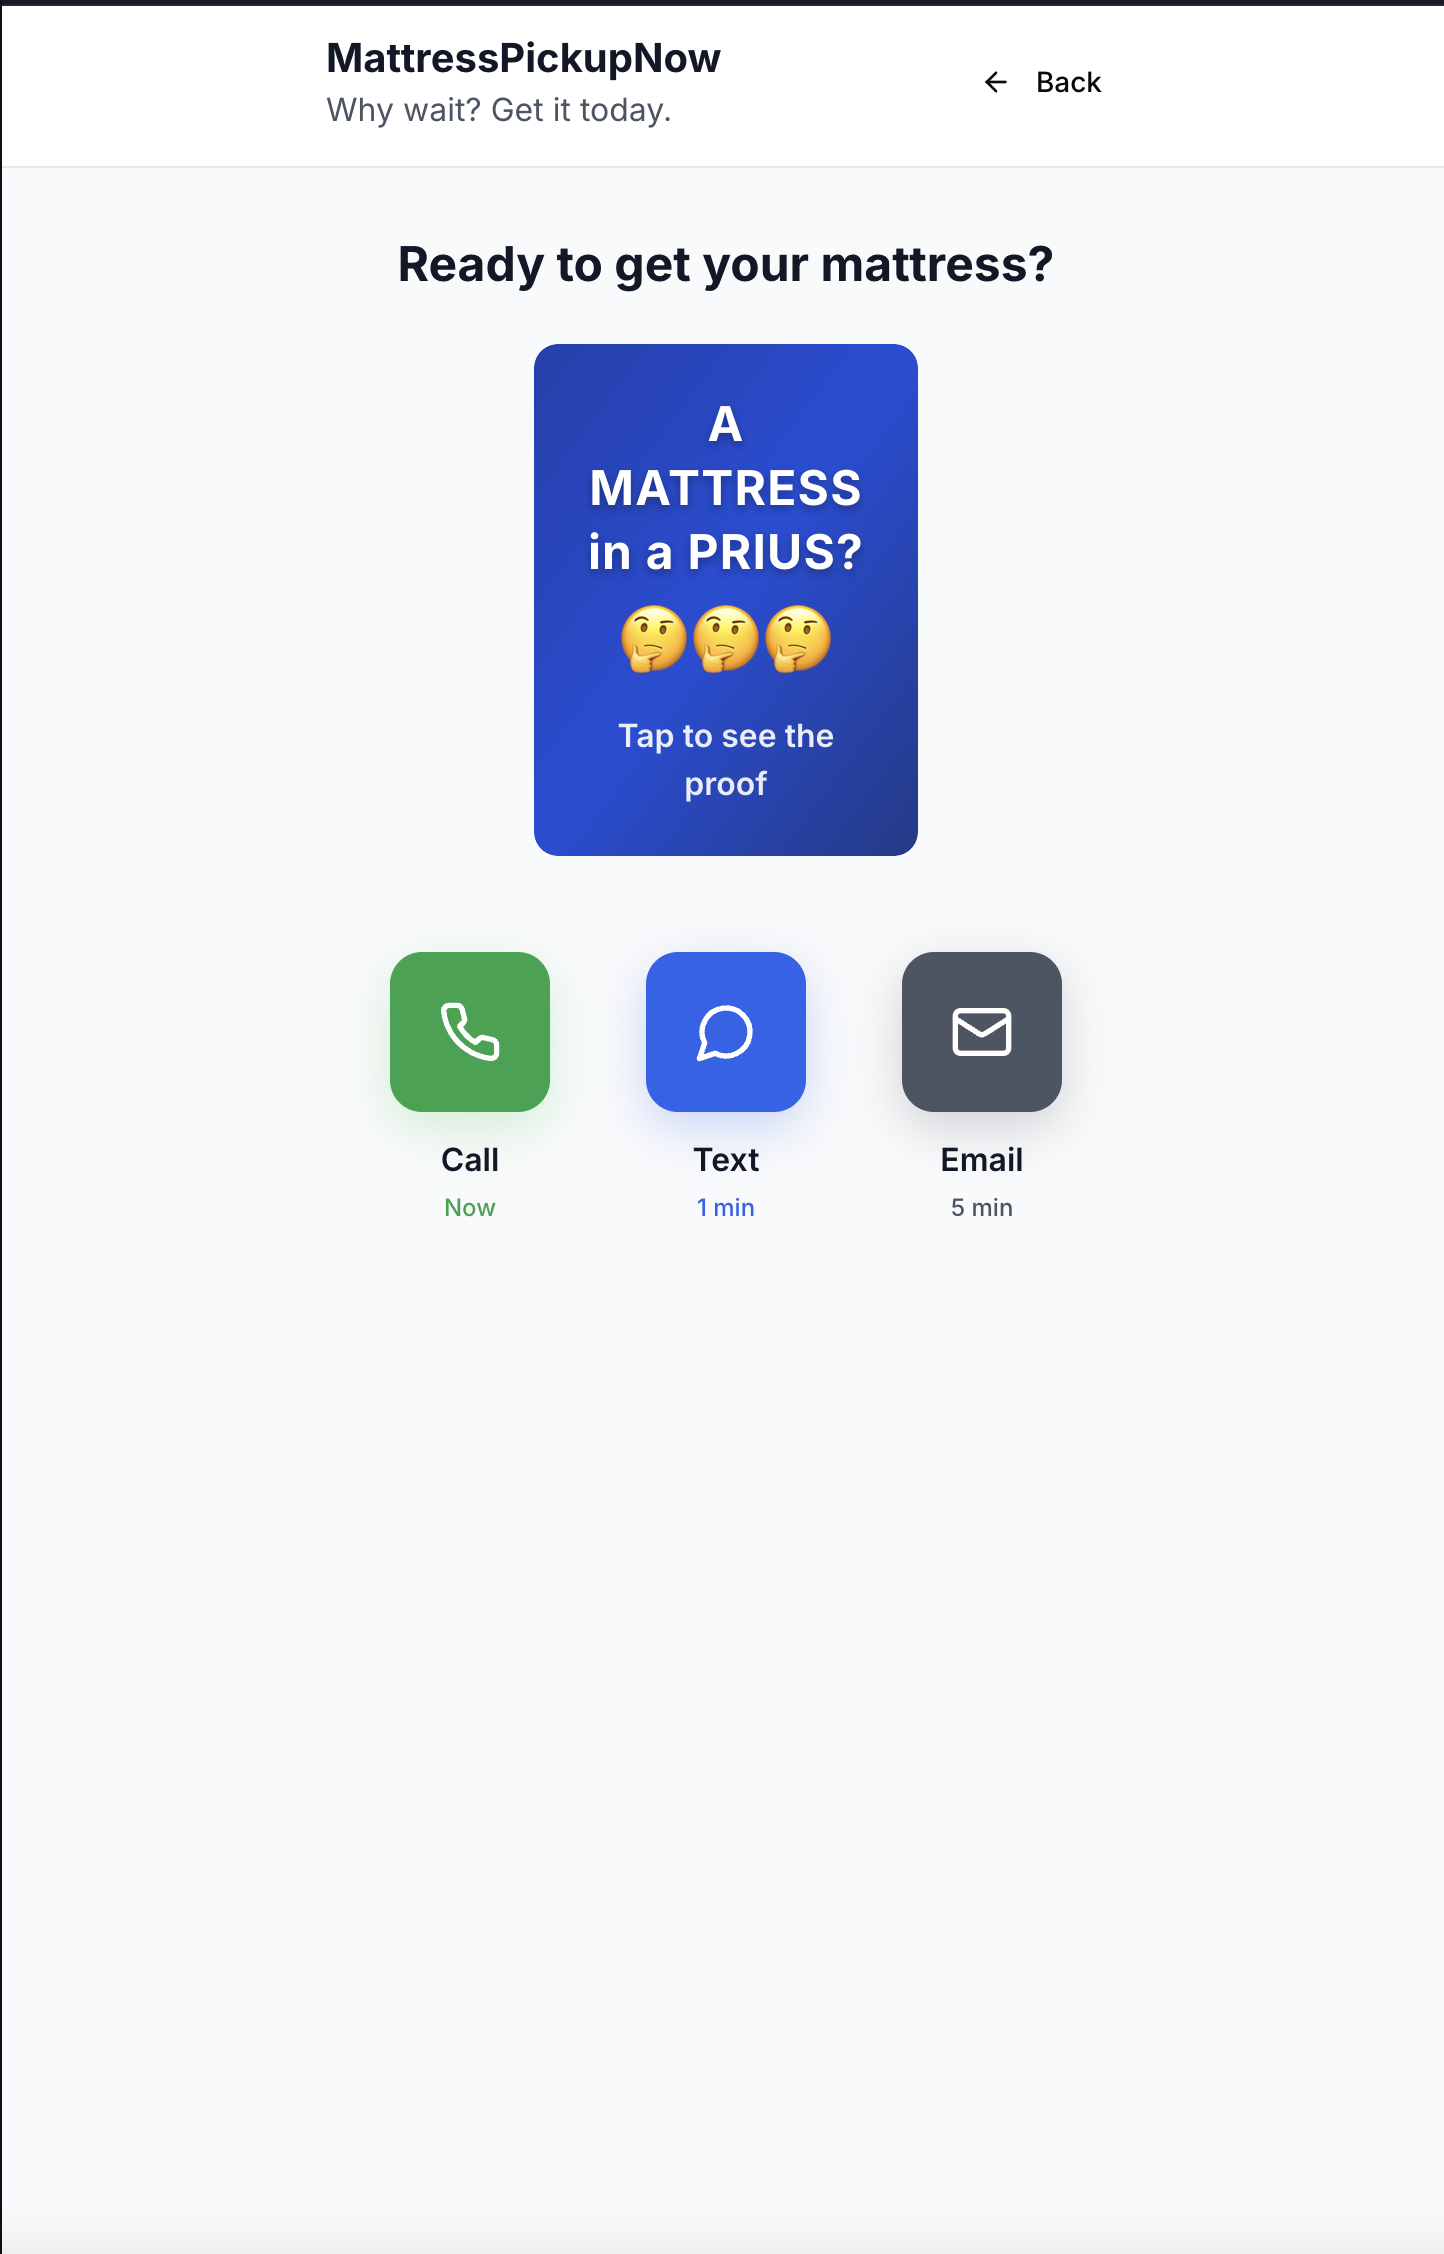 MattressPickupNow
Why wait? Get it today.
Back
Ready to get your mattress?
A
MATTRESS
in a PRIUS?
🤔🤔🤔
Tap to see the
proof
Call
Text
Email
Now
1 min
5 min